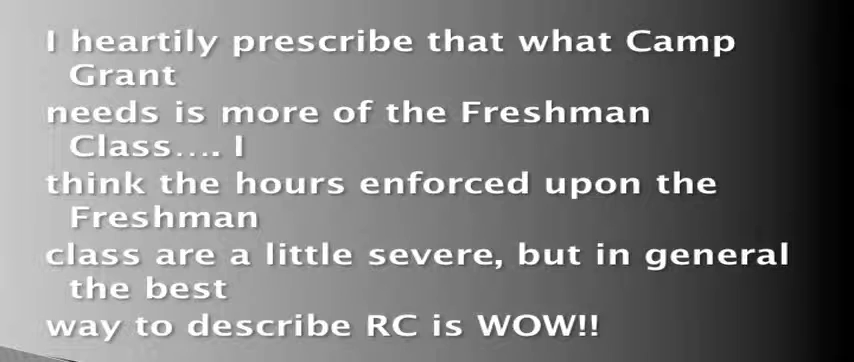 I heartily prescribe that what Camp
Grant
needs is more of the Freshman
Class…. I
think the hours enforced upon the
Freshman
class are a little severe, but in general
the best
way to describe RC is WOW!!